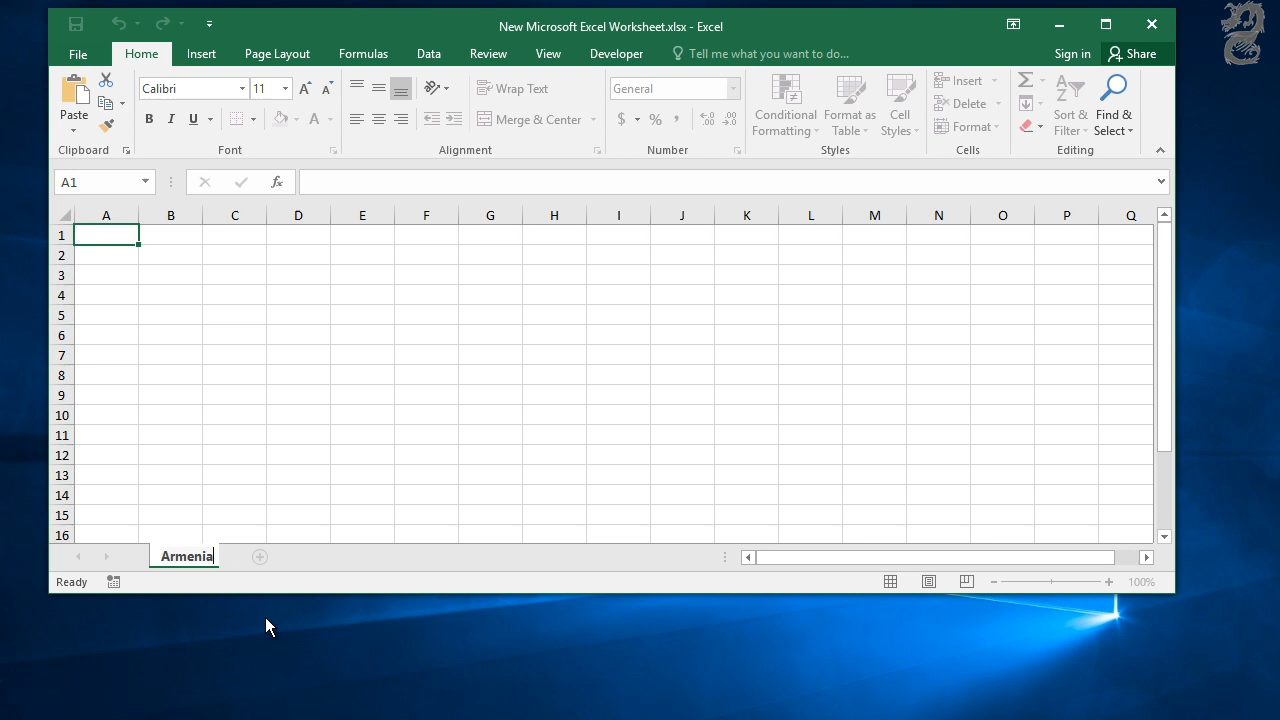 New Microsoft Excel Worksheet.xlsx - Excel
File Home Insert Page Layout Formulas Data Review View Developer Tell me what you want to do... Sign in Share
Paste
Clipboard
Calibri 11
B I U A
Font
Wrap Text
Merge & Center
Alignment
General
$ % ,
Number
Conditional Formatting
Format as Table
Cell Styles
Styles
Insert
Delete
Format
Cells
Sort & Filter
Find & Select
Editing
A1 fx
A B C D E F G H I J K L M N O P Q
1
2
3
4
5
6
7
8
9
10
11
12
13
14
15
16
Armenia
Ready 100%